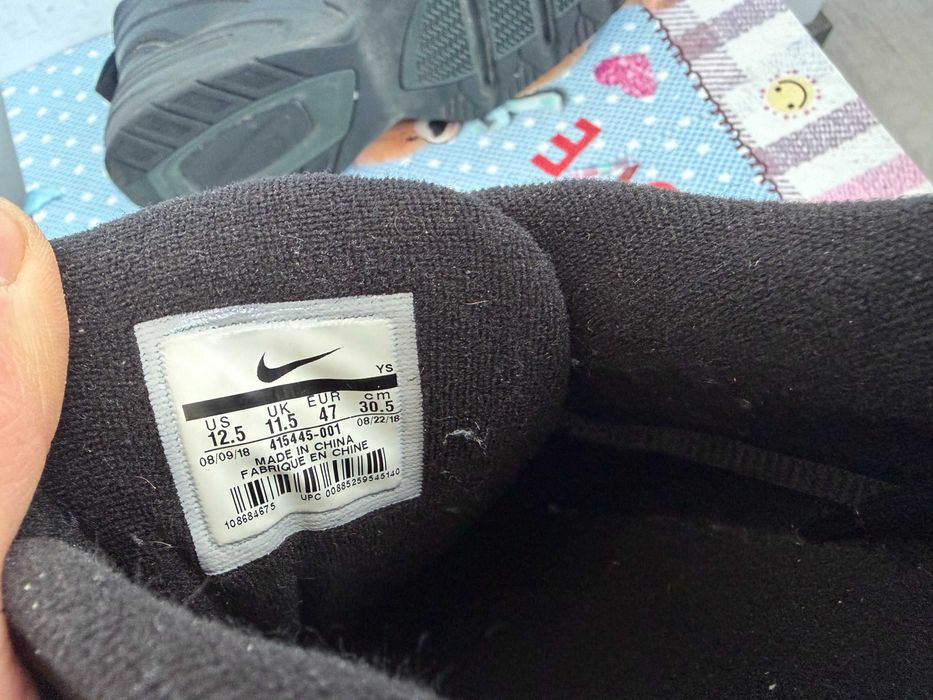 YS
US UK EUR cm
12.5 11.5 47 30.5
08/09/18 415445-001 08/22/18
MADE IN CHINA
FABRIQUE EN CHINE
108684675 UPC 00885259545140
E